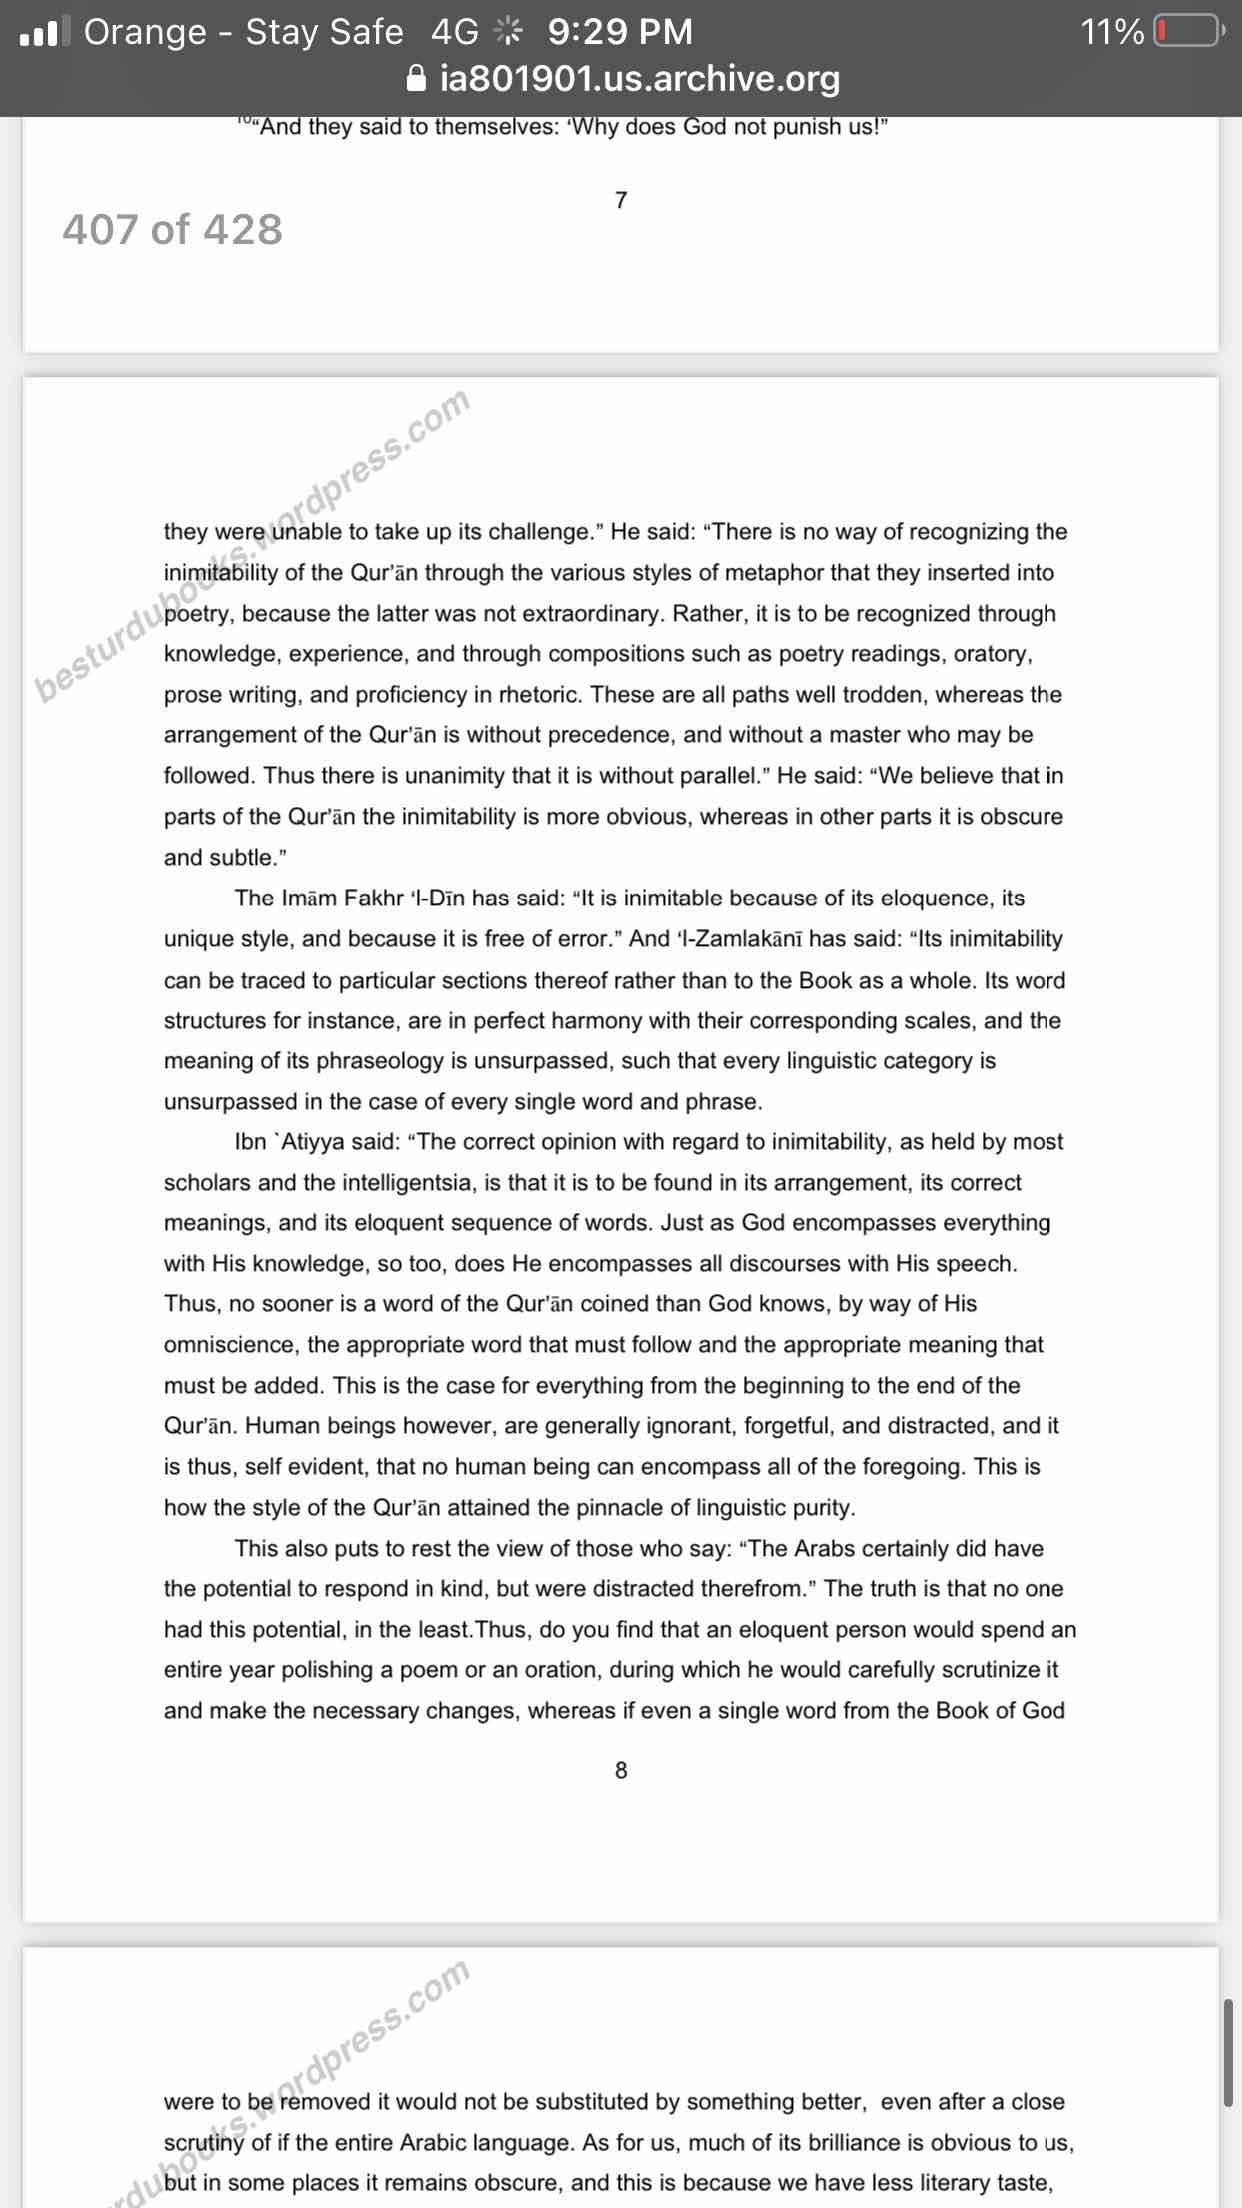 Orange - Stay Safe 4G 9:29 PM 11%
ia801901.us.archive.org
10“And they said to themselves: ‘Why does God not punish us!”
7
407 of 428
besturdubooks.wordpress.com
they were unable to take up its challenge.” He said: “There is no way of recognizing the
inimitability of the Qur’ān through the various styles of metaphor that they inserted into
poetry, because the latter was not extraordinary. Rather, it is to be recognized through
knowledge, experience, and through compositions such as poetry readings, oratory,
prose writing, and proficiency in rhetoric. These are all paths well trodden, whereas the
arrangement of the Qur’ān is without precedence, and without a master who may be
followed. Thus there is unanimity that it is without parallel.” He said: “We believe that in
parts of the Qur’ān the inimitability is more obvious, whereas in other parts it is obscure
and subtle.”
The Imām Fakhr ‘l-Dīn has said: “It is inimitable because of its eloquence, its
unique style, and because it is free of error.” And ‘l-Zamlakānī has said: “Its inimitability
can be traced to particular sections thereof rather than to the Book as a whole. Its word
structures for instance, are in perfect harmony with their corresponding scales, and the
meaning of its phraseology is unsurpassed, such that every linguistic category is
unsurpassed in the case of every single word and phrase.
Ibn `Atiyya said: “The correct opinion with regard to inimitability, as held by most
scholars and the intelligentsia, is that it is to be found in its arrangement, its correct
meanings, and its eloquent sequence of words. Just as God encompasses everything
with His knowledge, so too, does He encompasses all discourses with His speech.
Thus, no sooner is a word of the Qur’ān coined than God knows, by way of His
omniscience, the appropriate word that must follow and the appropriate meaning that
must be added. This is the case for everything from the beginning to the end of the
Qur’ān. Human beings however, are generally ignorant, forgetful, and distracted, and it
is thus, self evident, that no human being can encompass all of the foregoing. This is
how the style of the Qur’ān attained the pinnacle of linguistic purity.
This also puts to rest the view of those who say: “The Arabs certainly did have
the potential to respond in kind, but were distracted therefrom.” The truth is that no one
had this potential, in the least.Thus, do you find that an eloquent person would spend an
entire year polishing a poem or an oration, during which he would carefully scrutinize it
and make the necessary changes, whereas if even a single word from the Book of God
8
rdubooks.wordpress.com
were to be removed it would not be substituted by something better, even after a close
scrutiny of if the entire Arabic language. As for us, much of its brilliance is obvious to us,
but in some places it remains obscure, and this is because we have less literary taste,